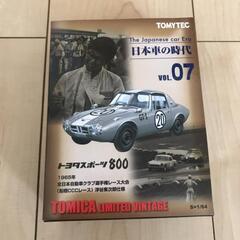 TOMYTEC
The Japanese car Era
日本車の時代
VOL. 07
20
トヨタスポーツ 800
1965年
全日本自動車クラブ選手権レース大会
(船橋CCCレース) 浮谷東次郎仕様
TOMICA LIMITED VINTAGE
S=1/64